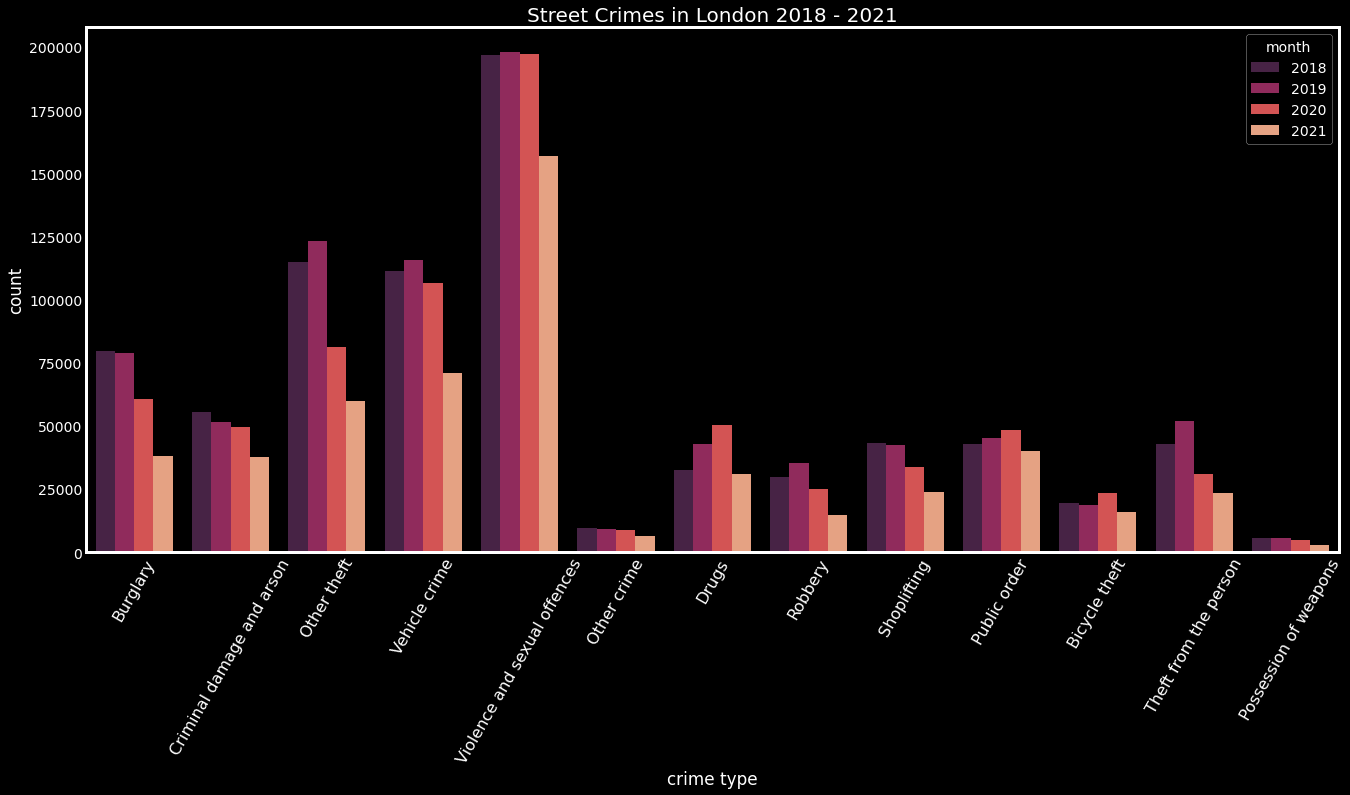 Street Crimes in London 2018 - 2021
month
2018
2019
2020
2021
200000
175000
150000
125000
100000
75000
50000
25000
0
count
Burglary
Criminal damage and arson
Other theft
Vehicle crime
Violence and sexual offences
Other crime
Drugs
Robbery
Shoplifting
Public order
Bicycle theft
Theft from the person
Possession of weapons
crime type